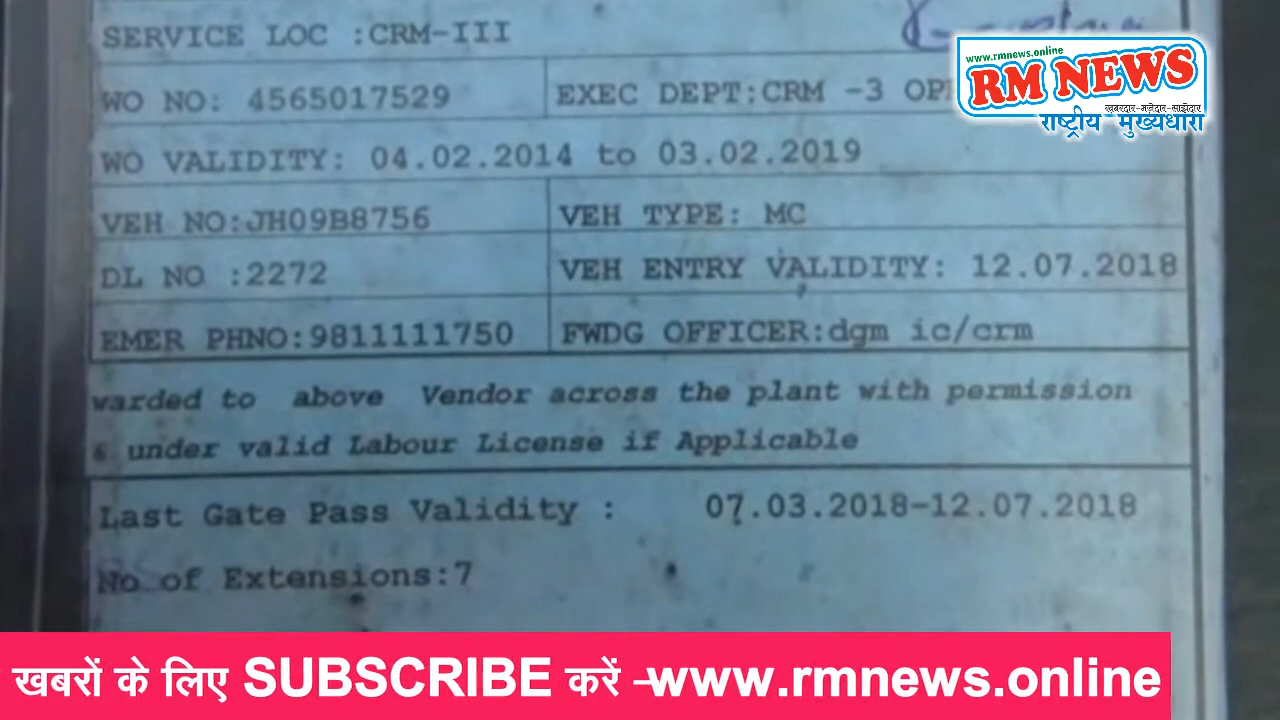 SERVICE LOC :CRM-III
WO NO: 4565017529 EXEC DEPT:CRM -3
WO VALIDITY: 04.02.2014 to 03.02.2019
VEH NO:JH09B8756 VEH TYPE: MC
DL NO :2272 VEH ENTRY VALIDITY: 12.07.2018
EMER PHNO:9811111750 FWDG OFFICER:dgm ic/crm
warded to above Vendor across the plant with permission
& under valid Labour License if Applicable
Last Gate Pass Validity : 07.03.2018-12.07.2018
No of Extensions:7
www.rmnews.online
RM NEWS
खबरदार-मज़ेदार-साझेदार
राष्ट्रीय मुख्यधारा
खबरों के लिए SUBSCRIBE करें –www.rmnews.online